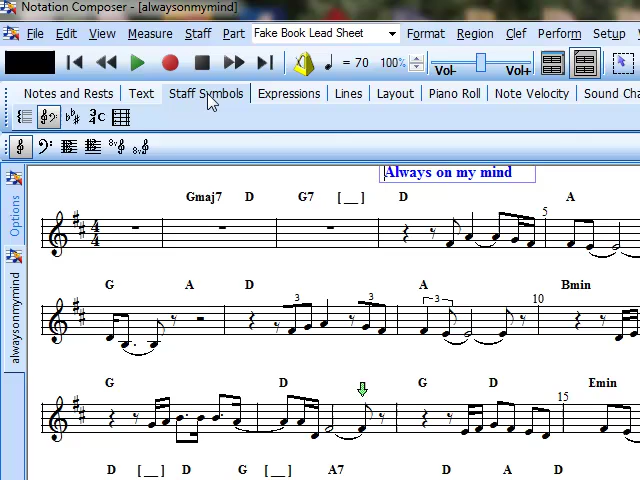 Notation Composer - [alwaysonmymind]
File Edit View Measure Staff Part Fake Book Lead Sheet Format Region Clef Perform Setup
= 70 100% Vol- Vol+
Notes and Rests Text Staff Symbols Expressions Lines Layout Piano Roll Note Velocity Sound Cha
Always on my mind
Gmaj7 D G7 [__] D A
4
4
5
Options
G A D A Bmin
3 3 3 10
alwaysonmymind
G D G D Emin
15
D [__] D G [__] A7 D A D